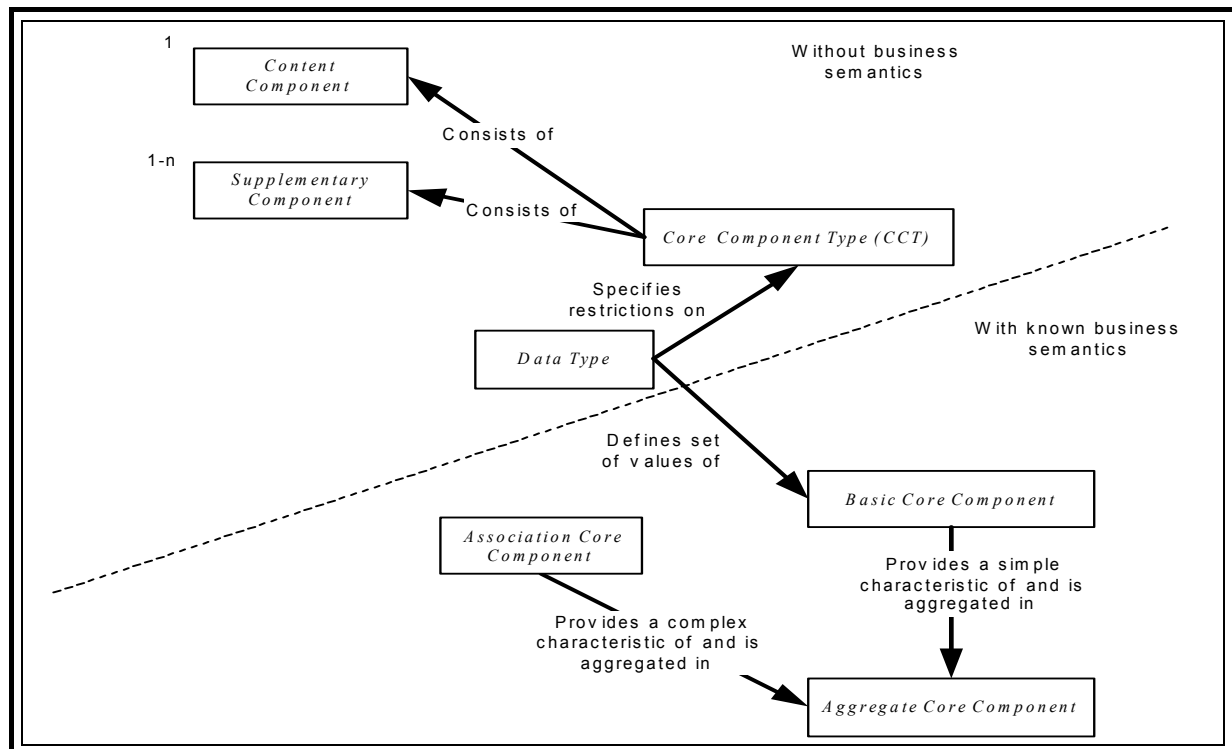 1
Content
Component
Without business
semantics
Consists of
1-n
Supplementary
Component
Consists of
Core Component Type (CCT)
Specifies
restrictions on
With known business
semantics
Data Type
Defines set
of values of
Basic Core Component
Association Core
Component
Provides a simple
characteristic of and is
aggregated in
Provides a complex
characteristic of and is
aggregated in
Aggregate Core Component